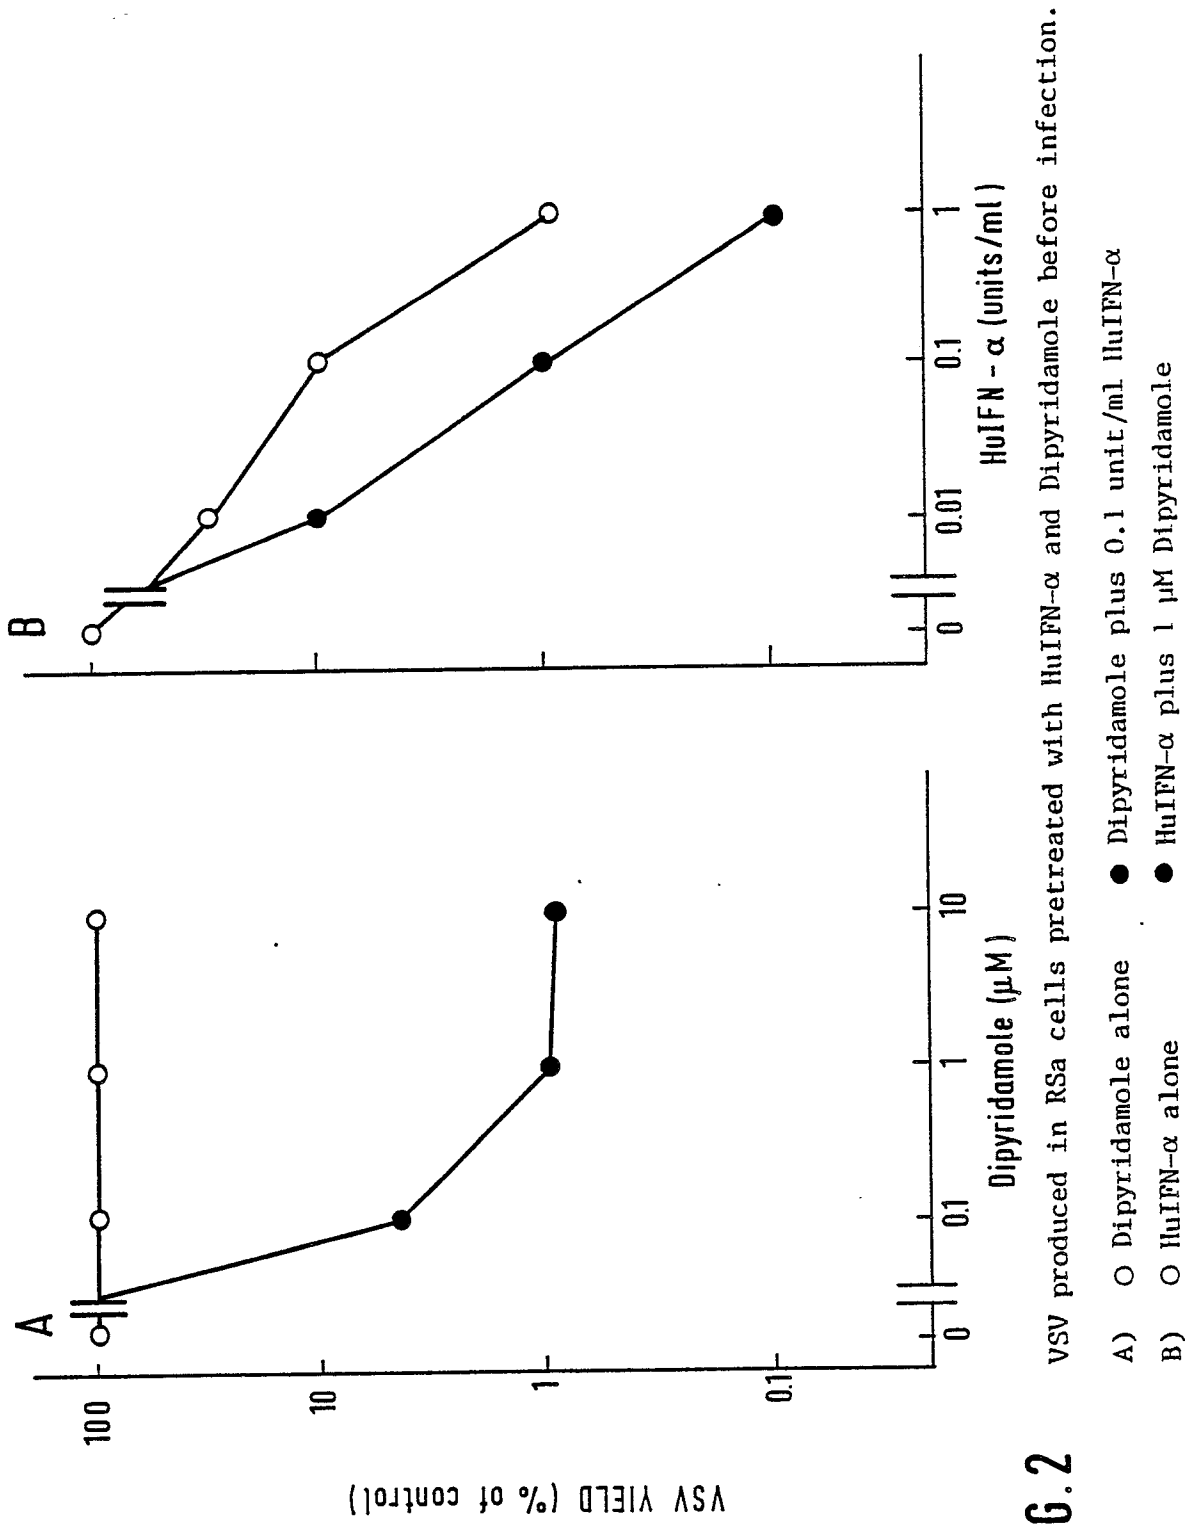 A
B
VSV YIELD (% of control)
100
10
1
0.1
0
0.1
1
10
Dipyridamole (μM)
0
0.01
0.1
1
HuIFN - α (units/ml)
G.2
VSV produced in RSa cells pretreated with HuIFN-α and Dipyridamole before infection.
A) ○ Dipyridamole alone ● Dipyridamole plus 0.1 unit/ml HuIFN-α
B) ○ HuIFN-α alone ● HuIFN-α plus 1 μM Dipyridamole